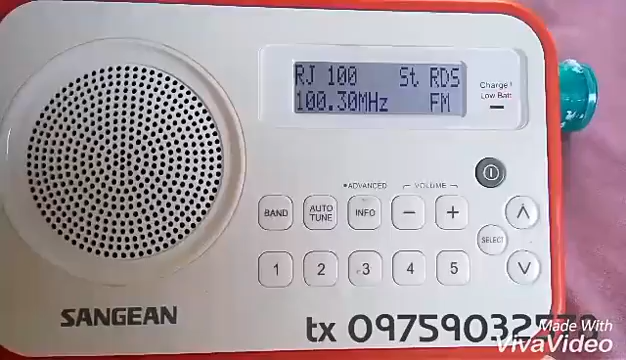 RJ 100 St RDS
100.30MHz FM
Charge!
Low Batt
•ADVANCED VOLUME
BAND AUTO TUNE INFO − +
SELECT
1 2 3 4 5
SANGEAN
tx
Made With
VivaVideo